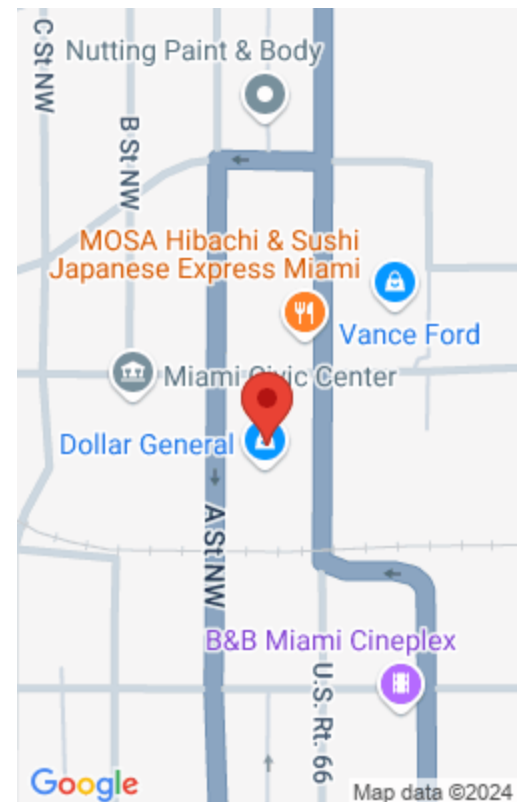 C St NW
Nutting Paint & Body
B St NW
MOSA Hibachi & Sushi
Japanese Express Miami
Vance Ford
Miami Civic Center
Dollar General
A St NW
B&B Miami Cineplex
U.S. Rt. 66
Google
Map data ©2024